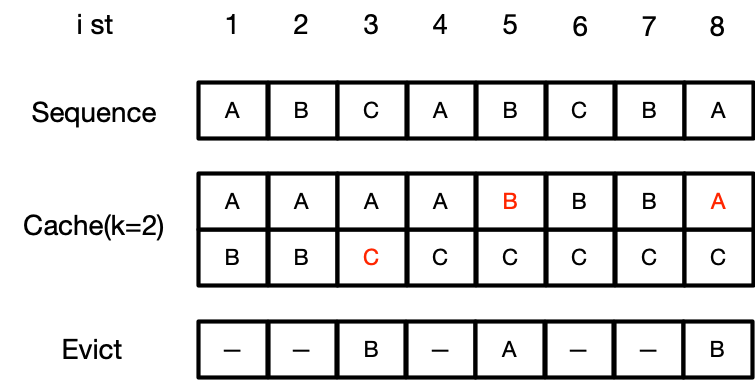 i st 1 2 3 4 5 6 7 8
Sequence A B C A B C B A
A A A A B B B A
Cache(k=2)
B B C C C C C C
Evict — — B — A — — B